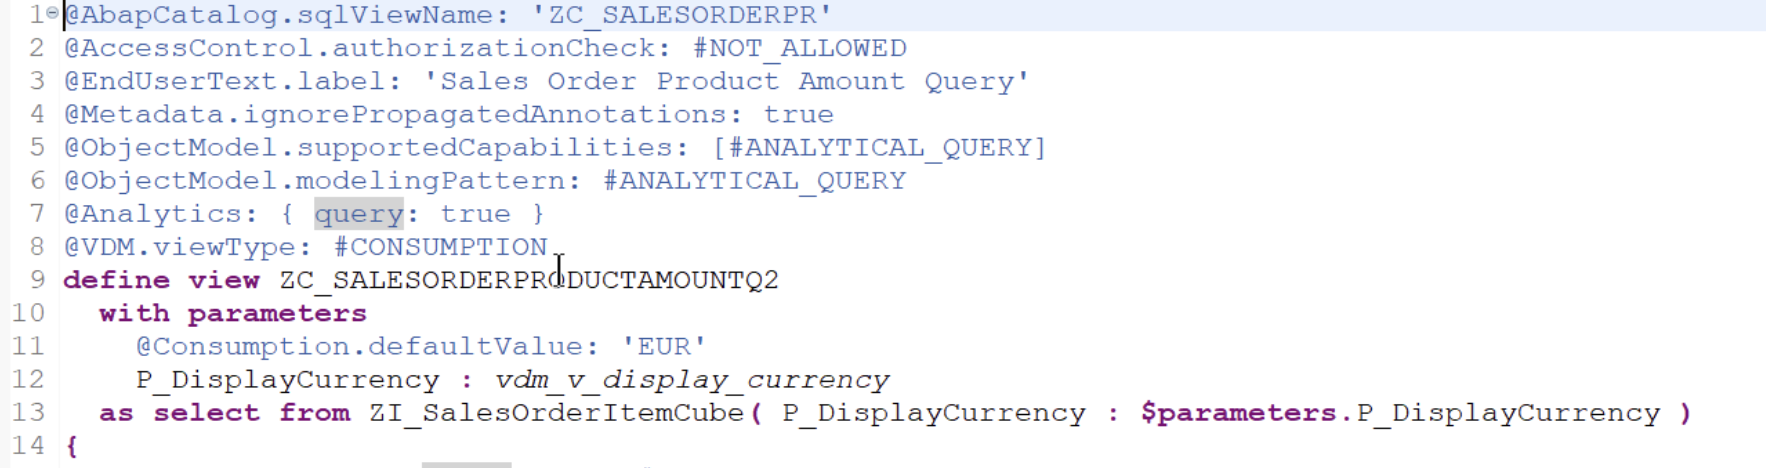 1 @AbapCatalog.sqlViewName: 'ZC_SALESORDERPR'
2 @AccessControl.authorizationCheck: #NOT_ALLOWED
3 @EndUserText.label: 'Sales Order Product Amount Query'
4 @Metadata.ignorePropagatedAnnotations: true
5 @ObjectModel.supportedCapabilities: [#ANALYTICAL_QUERY]
6 @ObjectModel.modelingPattern: #ANALYTICAL_QUERY
7 @Analytics: { query: true }
8 @VDM.viewType: #CONSUMPTION
9 define view ZC_SALESORDERPRODUCTAMOUNTQ2
10 with parameters
11 @Consumption.defaultValue: 'EUR'
12 P_DisplayCurrency : vdm_v_display_currency
13 as select from ZI_SalesOrderItemCube( P_DisplayCurrency : $parameters.P_DisplayCurrency )
14 {